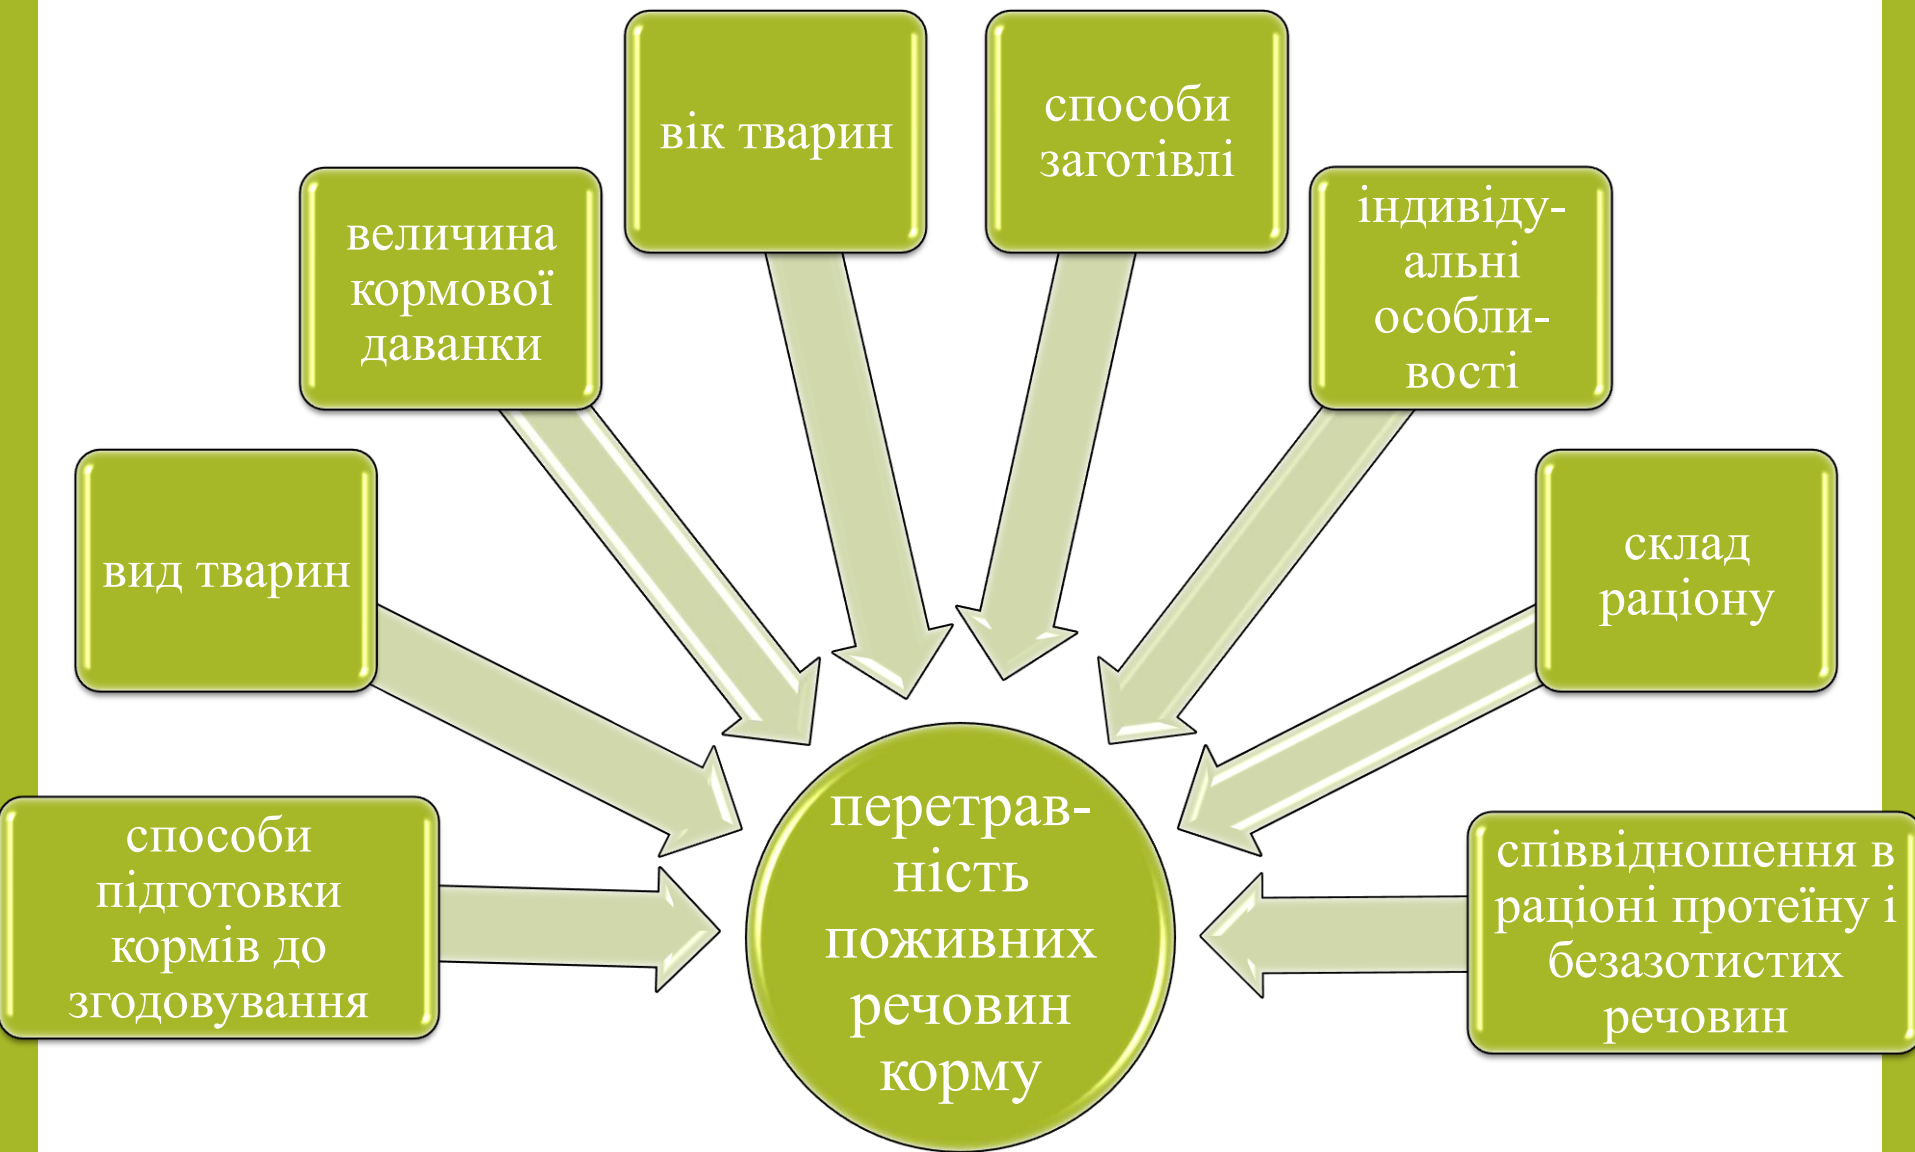 вік тварин
способи
заготівлі
величина
кормової
даванки
індивіду-
альні
особли-
вості
вид тварин
склад
раціону
способи
підготовки
кормів до
згодовування
перетрав-
ність
поживних
речовин
корму
співвідношення в
раціоні протеїну і
безазотистих
речовин